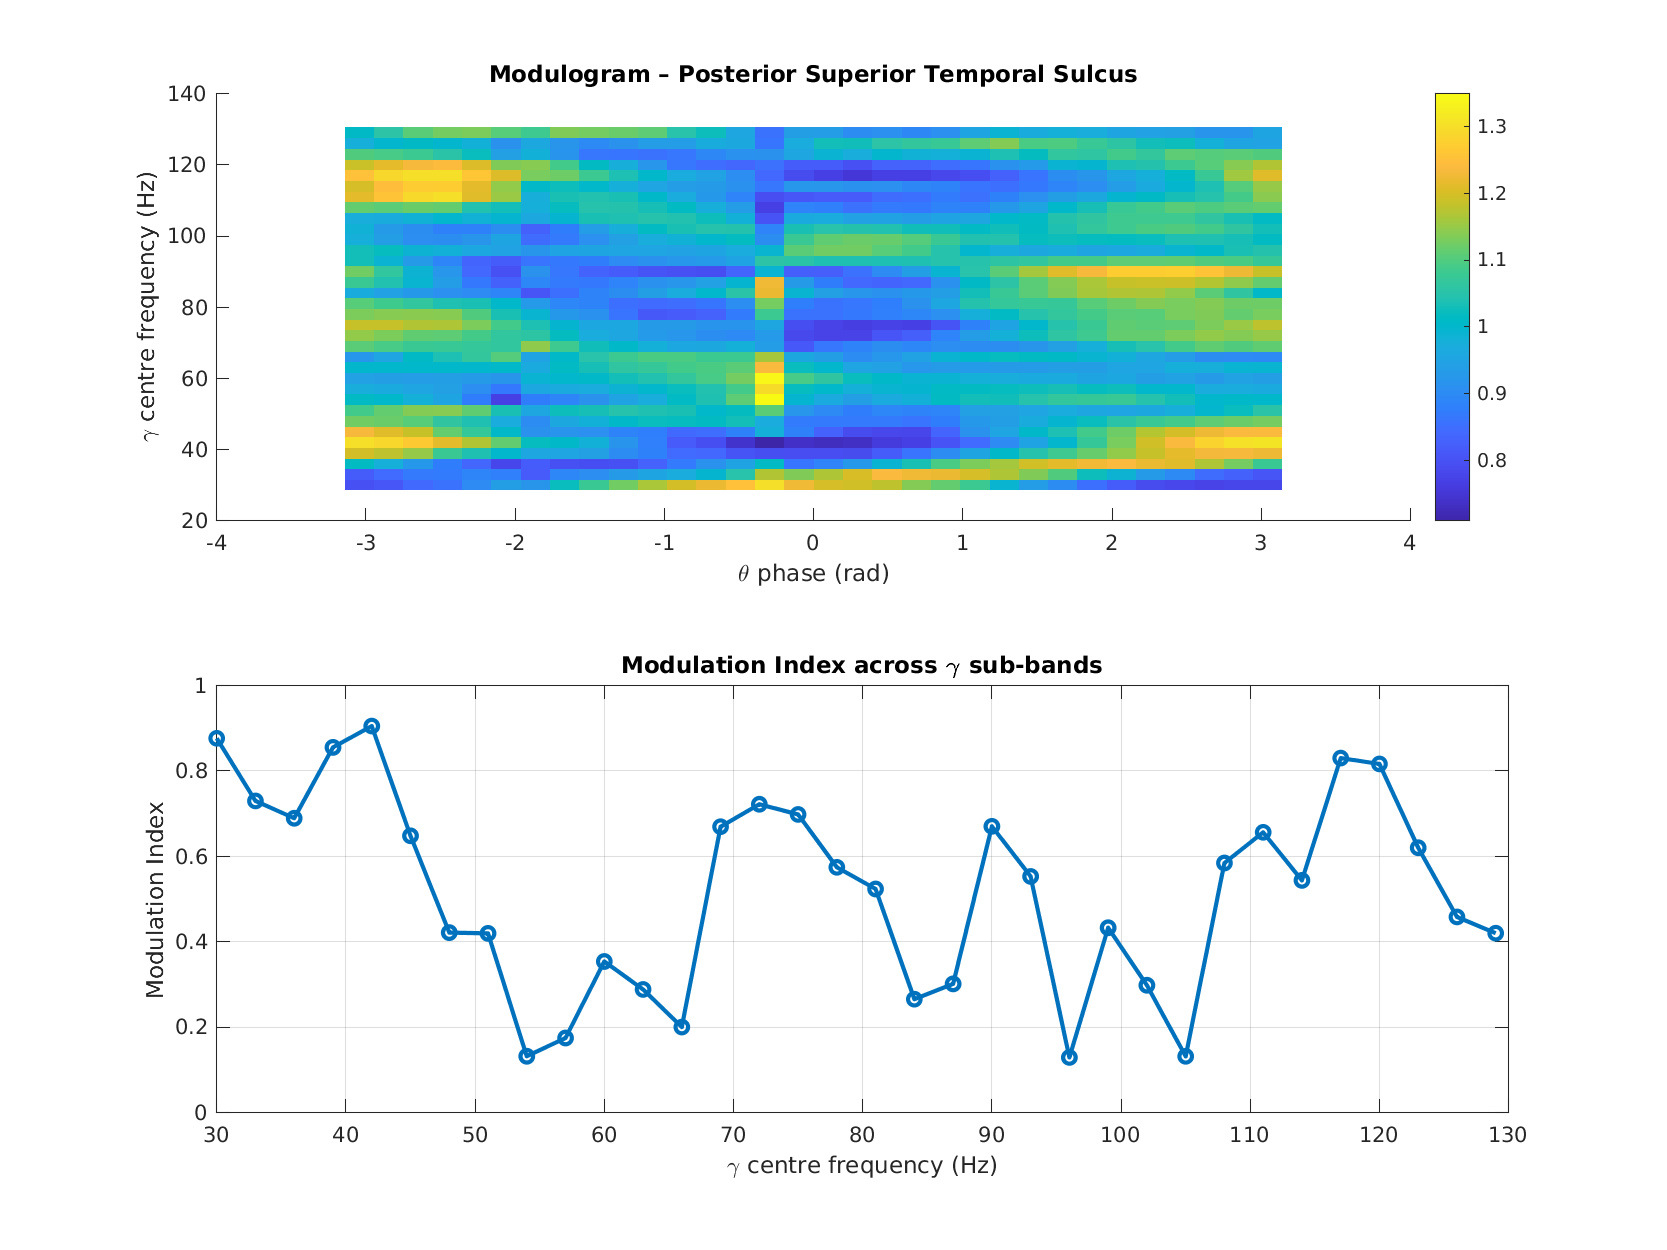 Modulogram – Posterior Superior Temporal Sulcus
140
120
100
80
60
40
20
γ centre frequency (Hz)
-4 -3 -2 -1 0 1 2 3 4
θ phase (rad)
1.3
1.2
1.1
1
0.9
0.8
Modulation Index across γ sub-bands
1
0.8
0.6
0.4
0.2
0
Modulation Index
30 40 50 60 70 80 90 100 110 120 130
γ centre frequency (Hz)